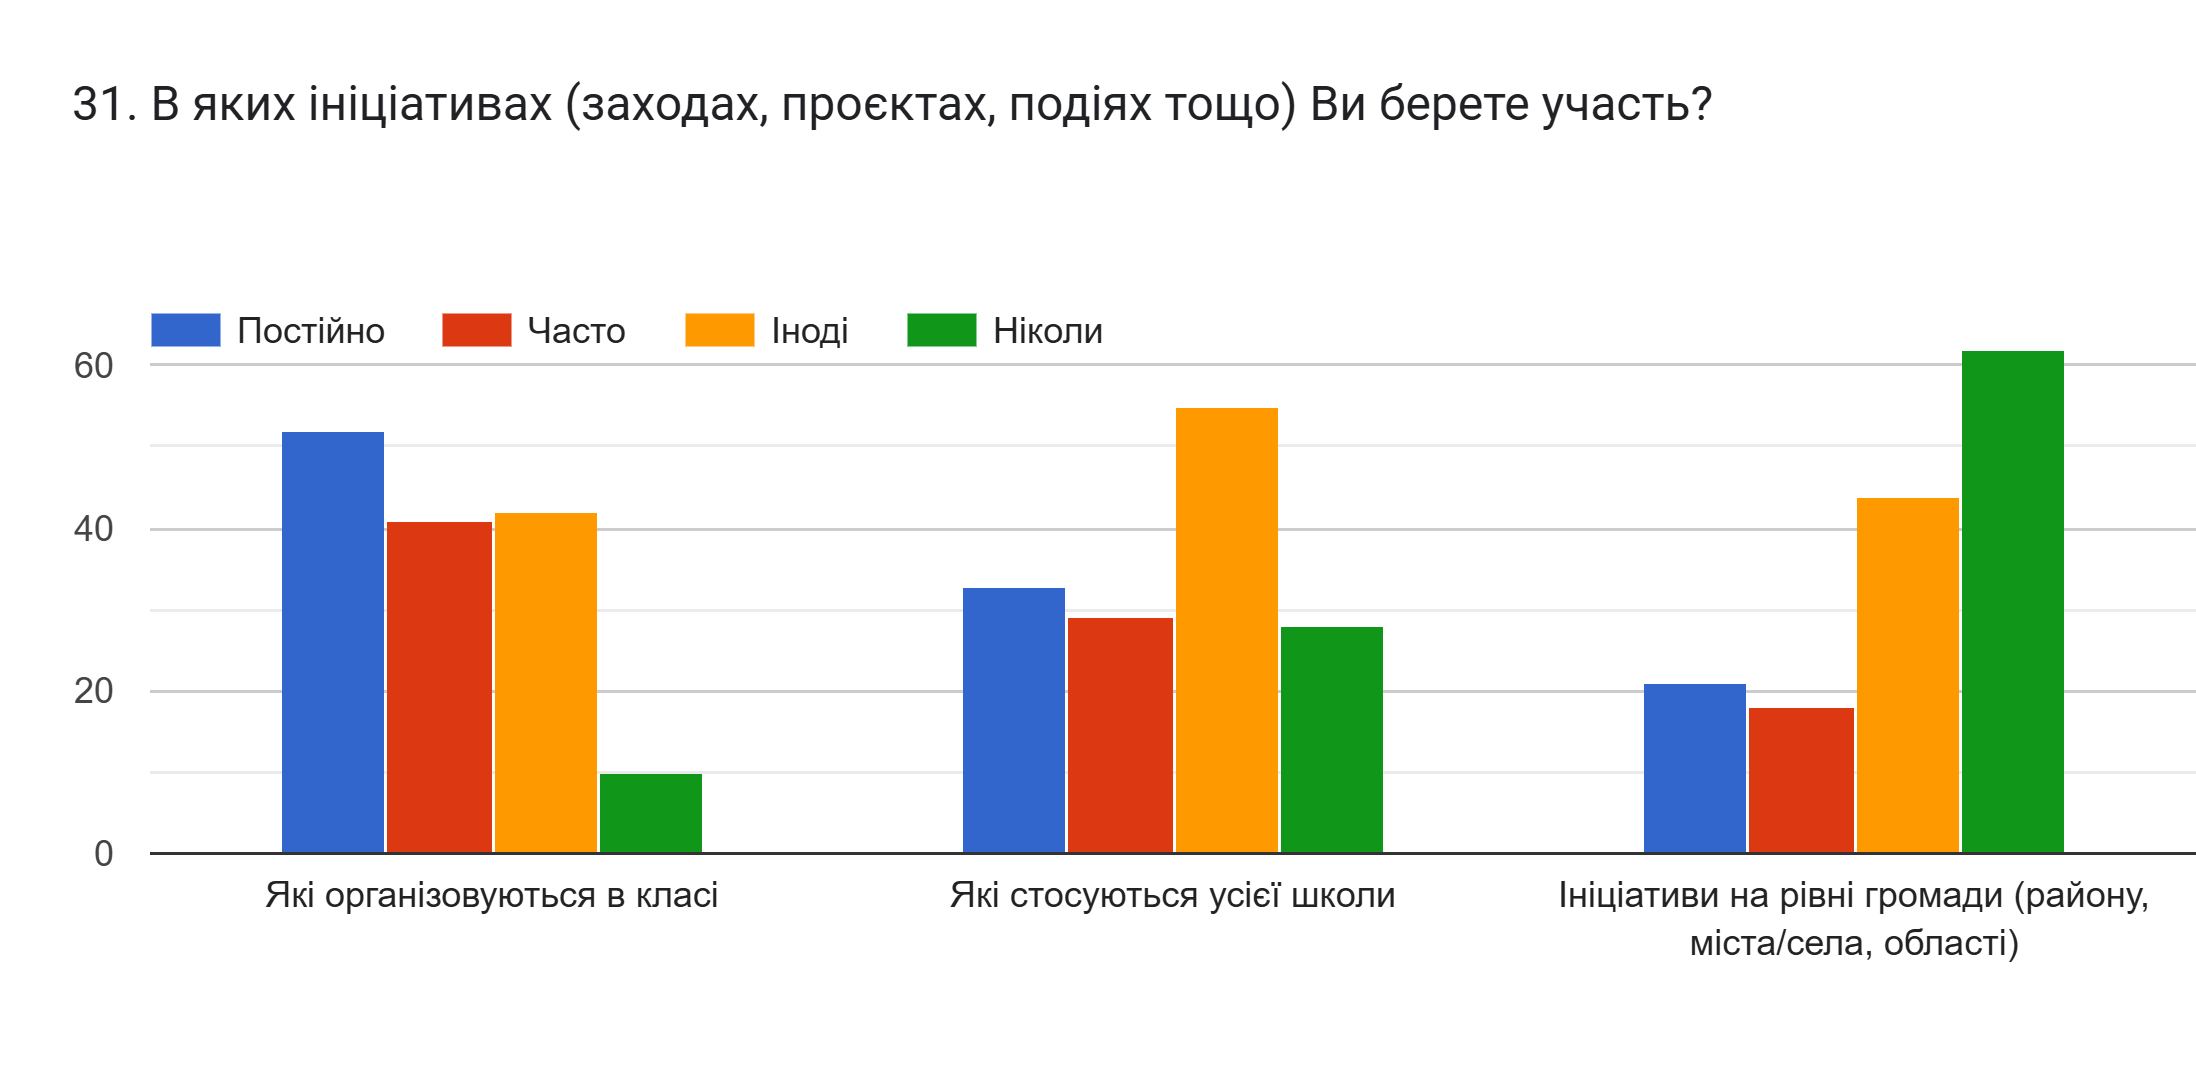 31. В яких ініціативах (заходах, проєктах, подіях тощо) Ви берете участь?
Постійно Часто Іноді Ніколи
60
40
20
0
Які організовуються в класі Які стосуються усієї школи Ініціативи на рівні громади (району,
міста/села, області)